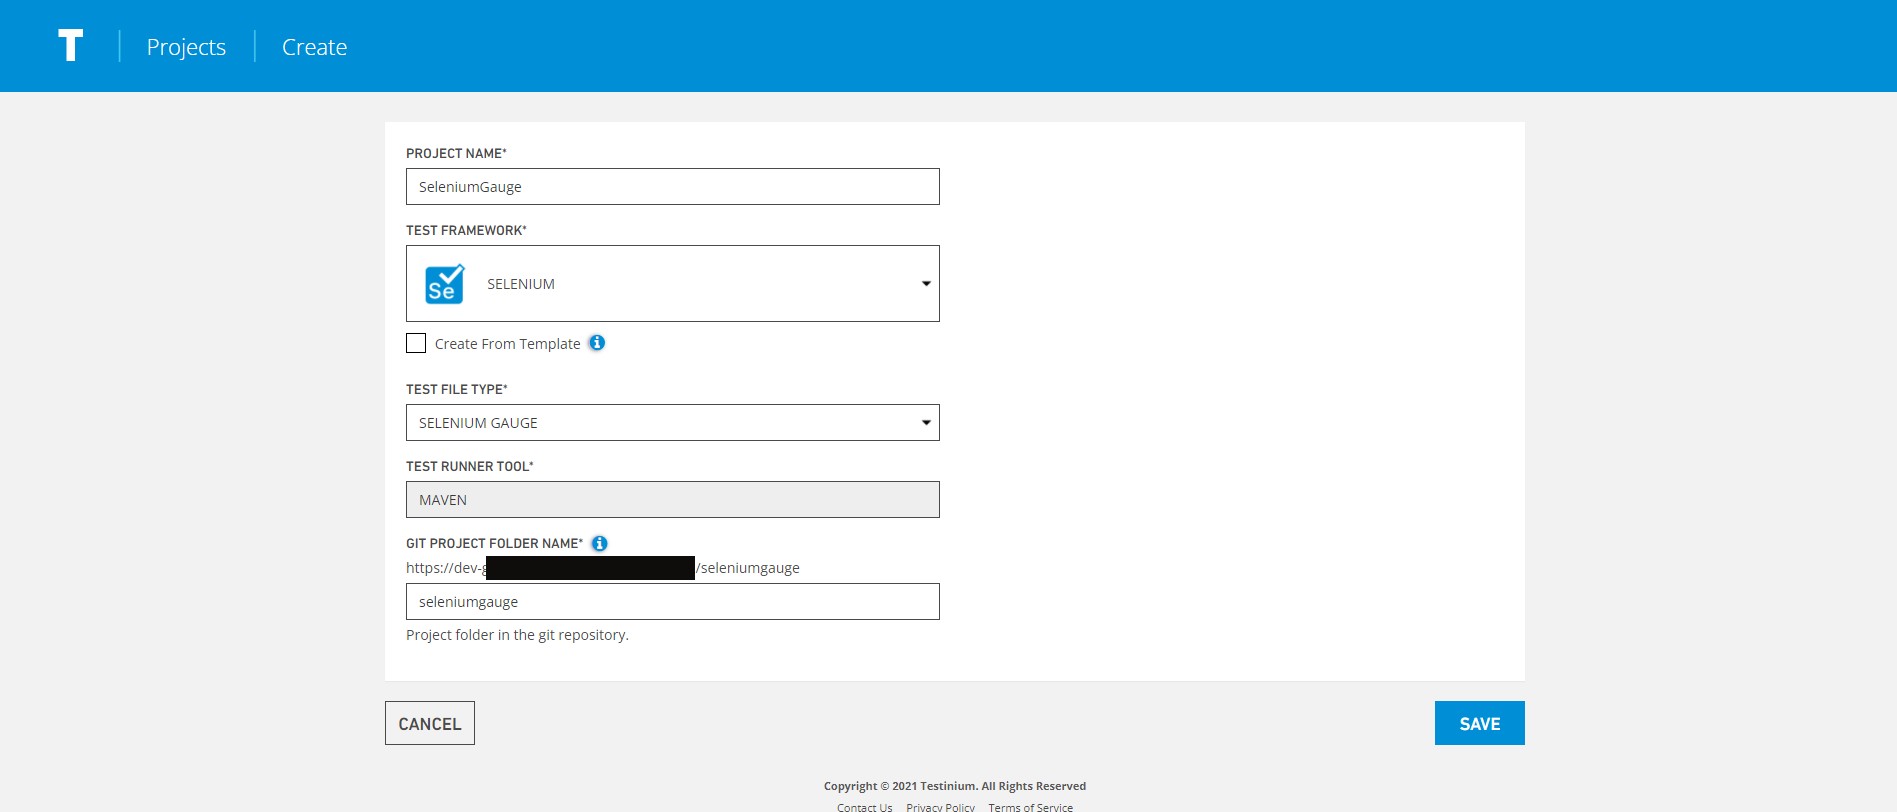 T Projects Create
PROJECT NAME*
SeleniumGauge
TEST FRAMEWORK*
Se SELENIUM
Create From Template
TEST FILE TYPE*
SELENIUM GAUGE
TEST RUNNER TOOL*
MAVEN
GIT PROJECT FOLDER NAME*
https://dev-g /seleniumgauge
seleniumgauge
Project folder in the git repository.
CANCEL SAVE
Copyright © 2021 Testinium. All Rights Reserved
Contact Us Privacy Policy Terms of Service